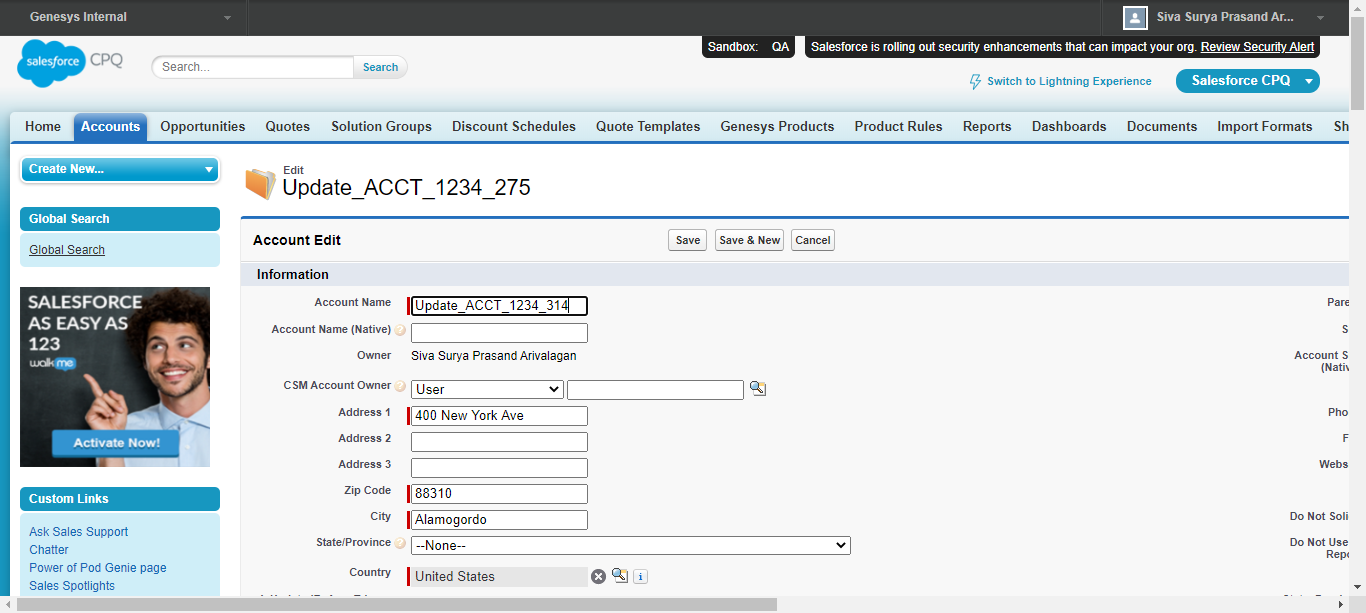 Genesys Internal
Siva Surya Prasand Ar...
salesforce CPQ
Search...
Search
Sandbox: QA
Salesforce is rolling out security enhancements that can impact your org. Review Security Alert
Switch to Lightning Experience
Salesforce CPQ
Home Accounts Opportunities Quotes Solution Groups Discount Schedules Quote Templates Genesys Products Product Rules Reports Dashboards Documents Import Formats Sh
Create New...
Global Search
Global Search
SALESFORCE
AS EASY AS
123
walkme
Activate Now!
Custom Links
Ask Sales Support
Chatter
Power of Pod Genie page
Sales Spotlights
Edit
Update_ACCT_1234_275
Account Edit
Save
Save & New
Cancel
Information
Account Name Update_ACCT_1234_314
Account Name (Native)
Owner Siva Surya Prasand Arivalagan
CSM Account Owner User
Address 1 400 New York Ave
Address 2
Address 3
Zip Code 88310
City Alamogordo
State/Province --None--
Country United States
Pare
S
Account S
(Nativ
Pho
F
Webs
Do Not Soli
Do Not Use
Repo